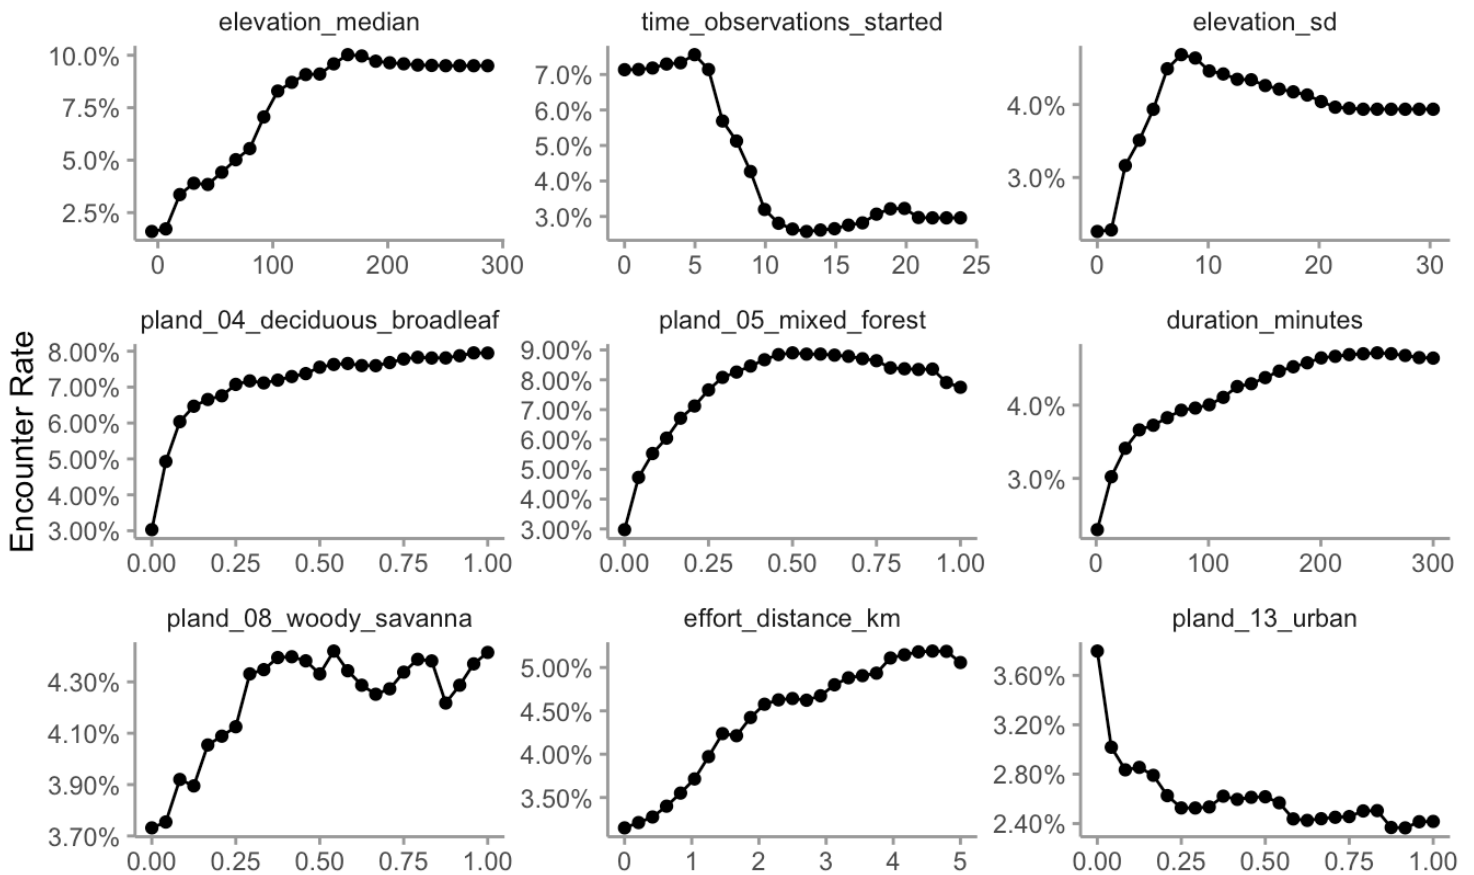 elevation_median
time_observations_started
elevation_sd
10.0%
7.5%
5.0%
2.5%
0 100 200 300
7.0%
6.0%
5.0%
4.0%
3.0%
0 5 10 15 20 25
4.0%
3.0%
0 10 20 30
Encounter Rate
pland_04_deciduous_broadleaf
pland_05_mixed_forest
duration_minutes
8.00%
7.00%
6.00%
5.00%
4.00%
3.00%
0.00 0.25 0.50 0.75 1.00
9.00%
8.00%
7.00%
6.00%
5.00%
4.00%
3.00%
0.00 0.25 0.50 0.75 1.00
4.0%
3.0%
0 100 200 300
pland_08_woody_savanna
effort_distance_km
pland_13_urban
4.30%
4.10%
3.90%
3.70%
0.00 0.25 0.50 0.75 1.00
5.00%
4.50%
4.00%
3.50%
0 1 2 3 4 5
3.60%
3.20%
2.80%
2.40%
0.00 0.25 0.50 0.75 1.00